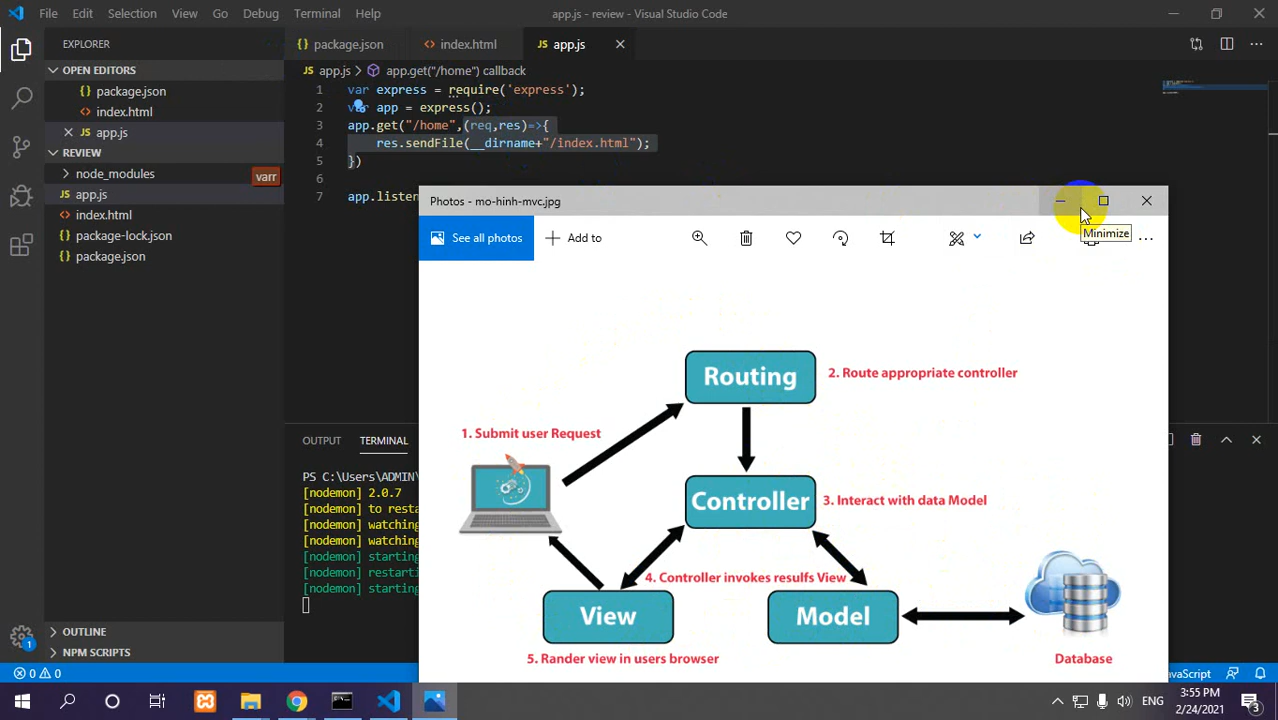 File Edit Selection View Go Debug Terminal Help
app.js - review - Visual Studio Code
EXPLORER
package.json
index.html
app.js
OPEN EDITORS
package.json
index.html
app.js
REVIEW
node_modules
varr
app.js
index.html
package-lock.json
package.json
OUTLINE
NPM SCRIPTS
app.js > app.get("/home") callback
1 var express = require('express');
2 var app = express();
3 app.get("/home",(req,res)=>{
4 res.sendFile(__dirname+"/index.html");
5 })
6
7 app.listen
Photos - mo-hinh-mvc.jpg
Minimize
See all photos
Add to
Routing
2. Route appropriate controller
1. Submit user Request
Controller
3. Interact with data Model
4. Controller invokes resulfs View
View
Model
5. Rander view in users browser
Database
OUTPUT TERMINAL
PS C:\Users\ADMIN\
[nodemon] 2.0.7
[nodemon] to resta
[nodemon] watching
[nodemon] watching
[nodemon] starting
[nodemon] restarti
[nodemon] starting
0 0
JavaScript
1
ENG
3:55 PM
2/24/2021
3